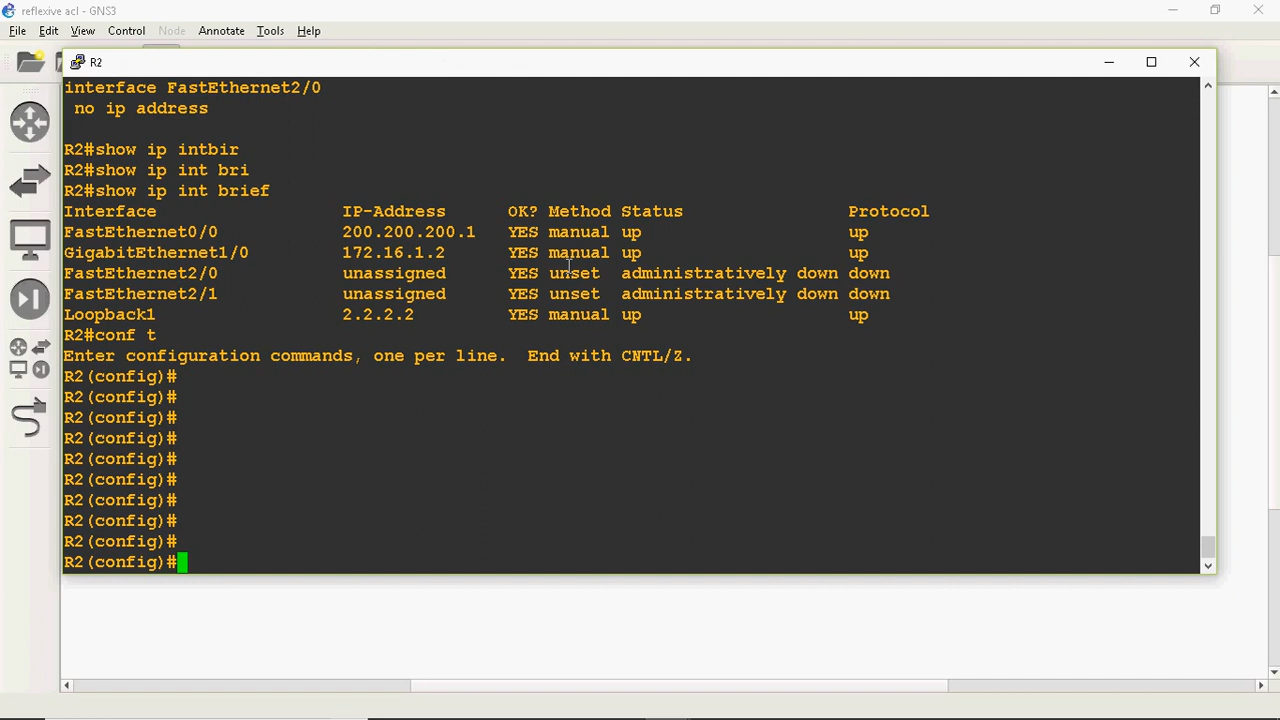 reflexive acl - GNS3
File Edit View Control Node Annotate Tools Help
R2
interface FastEthernet2/0
 no ip address
R2#show ip intbir
R2#show ip int bri
R2#show ip int brief
Interface IP-Address OK? Method Status Protocol
FastEthernet0/0 200.200.200.1 YES manual up up
GigabitEthernet1/0 172.16.1.2 YES manual up up
FastEthernet2/0 unassigned YES unset administratively down down
FastEthernet2/1 unassigned YES unset administratively down down
Loopback1 2.2.2.2 YES manual up up
R2#conf t
Enter configuration commands, one per line. End with CNTL/Z.
R2(config)#
R2(config)#
R2(config)#
R2(config)#
R2(config)#
R2(config)#
R2(config)#
R2(config)#
R2(config)#
R2(config)#